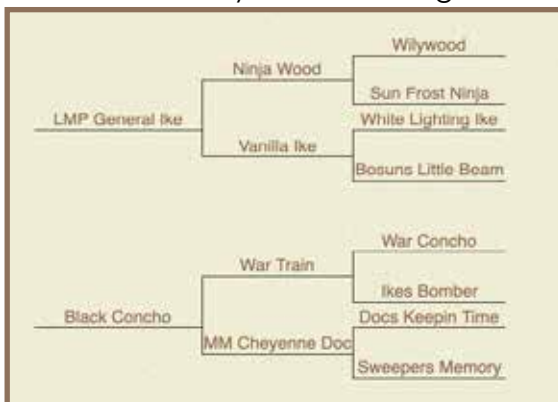 Wilywood
Ninja Wood
Sun Frost Ninja
LMP General Ike
White Lighting Ike
Vanilla Ike
Bosuns Little Beam
War Concho
War Train
Ikes Bomber
Black Concho
Docs Keepin Time
MM Cheyenne Doc
Sweepers Memory